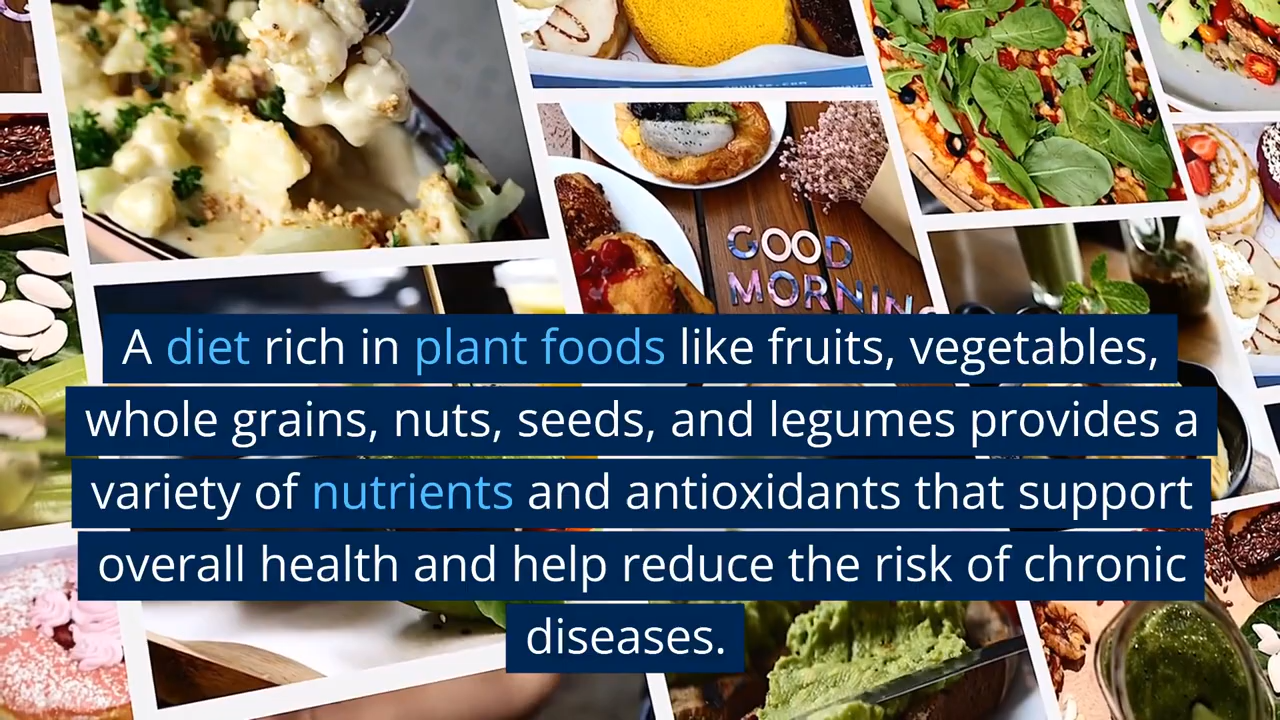 GOOD
MORNING
A diet rich in plant foods like fruits, vegetables,
whole grains, nuts, seeds, and legumes provides a
variety of nutrients and antioxidants that support
overall health and help reduce the risk of chronic
diseases.